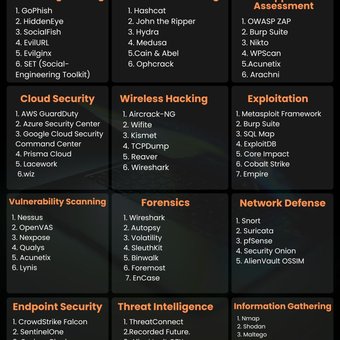 1. GoPhish
2. HiddenEye
3. SocialFish
4. EvilURL
5. Evilginx
6. SET (Social-
Engineering Toolkit)
1. Hashcat
2. John the Ripper
3. Hydra
4. Medusa
5.Cain & Abel
6. Ophcrack
Assessment
1. OWASP ZAP
2. Burp Suite
3. Nikto
4. WPScan
5.Acunetix
6. Arachni
Cloud Security
1. AWS GuardDuty
2. Azure Security Center
3. Google Cloud Security
Command Center
4. Prisma Cloud
5. Lacework
6.wiz
Wireless Hacking
1. Aircrack-NG
2. Wifite
3. Kismet
4. TCPDump
5. Reaver
6. Wireshark
Exploitation
1. Metasploit Framework
2. Burp Suite
3. SQL Map
4. ExploitDB
5. Core Impact
6. Cobalt Strike
7. Empire
Vulnerability Scanning
1. Nessus
2. OpenVAS
3. Nexpose
4. Qualys
5. Acunetix
6. Lynis
Forensics
1. Wireshark
2. Autopsy
3. Volatility
4. SleuthKit
5. Binwalk
6. Foremost
7. EnCase
Network Defense
1. Snort
2. Suricata
3. pfSense
4. Security Onion
5. AlienVault OSSIM
Endpoint Security
1. CrowdStrike Falcon
2. SentinelOne
Threat Intelligence
1. ThreatConnect
2.Recorded Future.
Information Gathering
1. Nmap
2. Shodan
3. Maltego